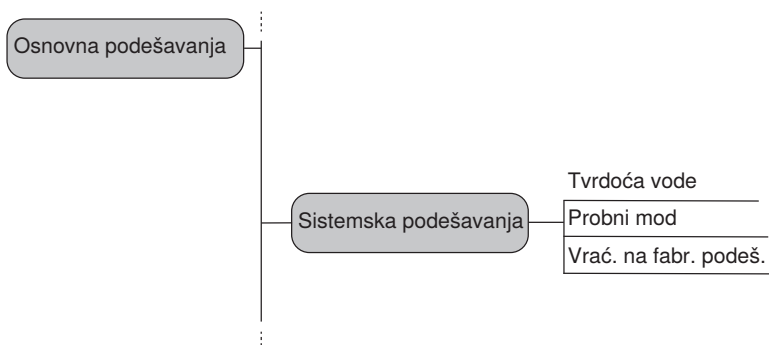 Osnovna podešavanja
Tvrdoća vode
Sistemska podešavanja
Probni mod
Vrać. na fabr. podeš.